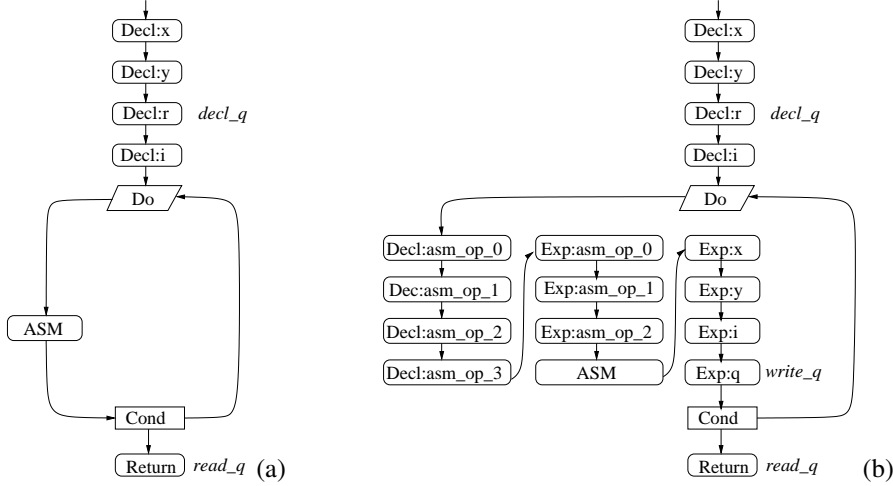 Decl:x
Decl:y
Decl:r decl_q
Decl:i
Do
ASM
Cond
Return read_q (a)
Decl:x
Decl:y
Decl:r decl_q
Decl:i
Do
Decl:asm_op_0 Exp:asm_op_0 Exp:x
Dec:asm_op_1 Exp:asm_op_1 Exp:y
Decl:asm_op_2 Exp:asm_op_2 Exp:i
Decl:asm_op_3 ASM Exp:q write_q
Cond
Return read_q (b)